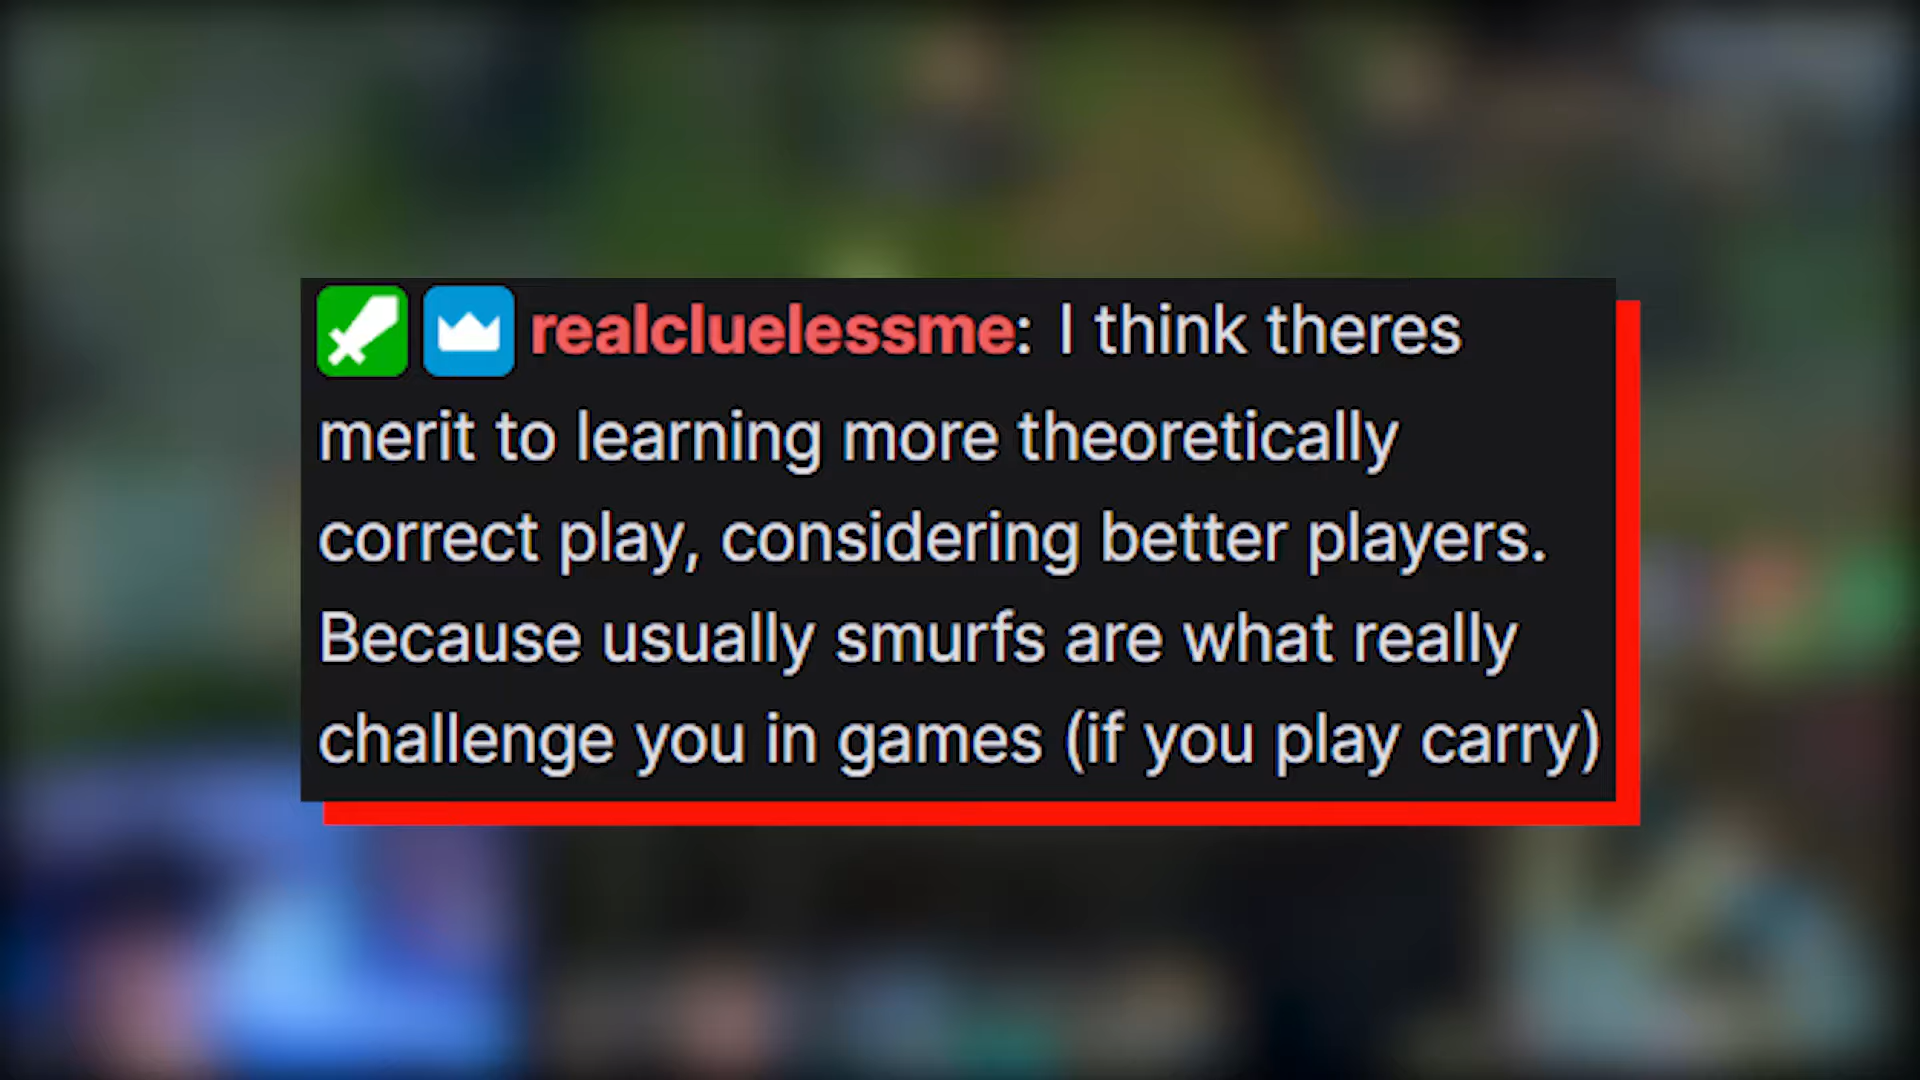 realcluelessme: I think theres
merit to learning more theoretically
correct play, considering better players.
Because usually smurfs are what really
challenge you in games (if you play carry)